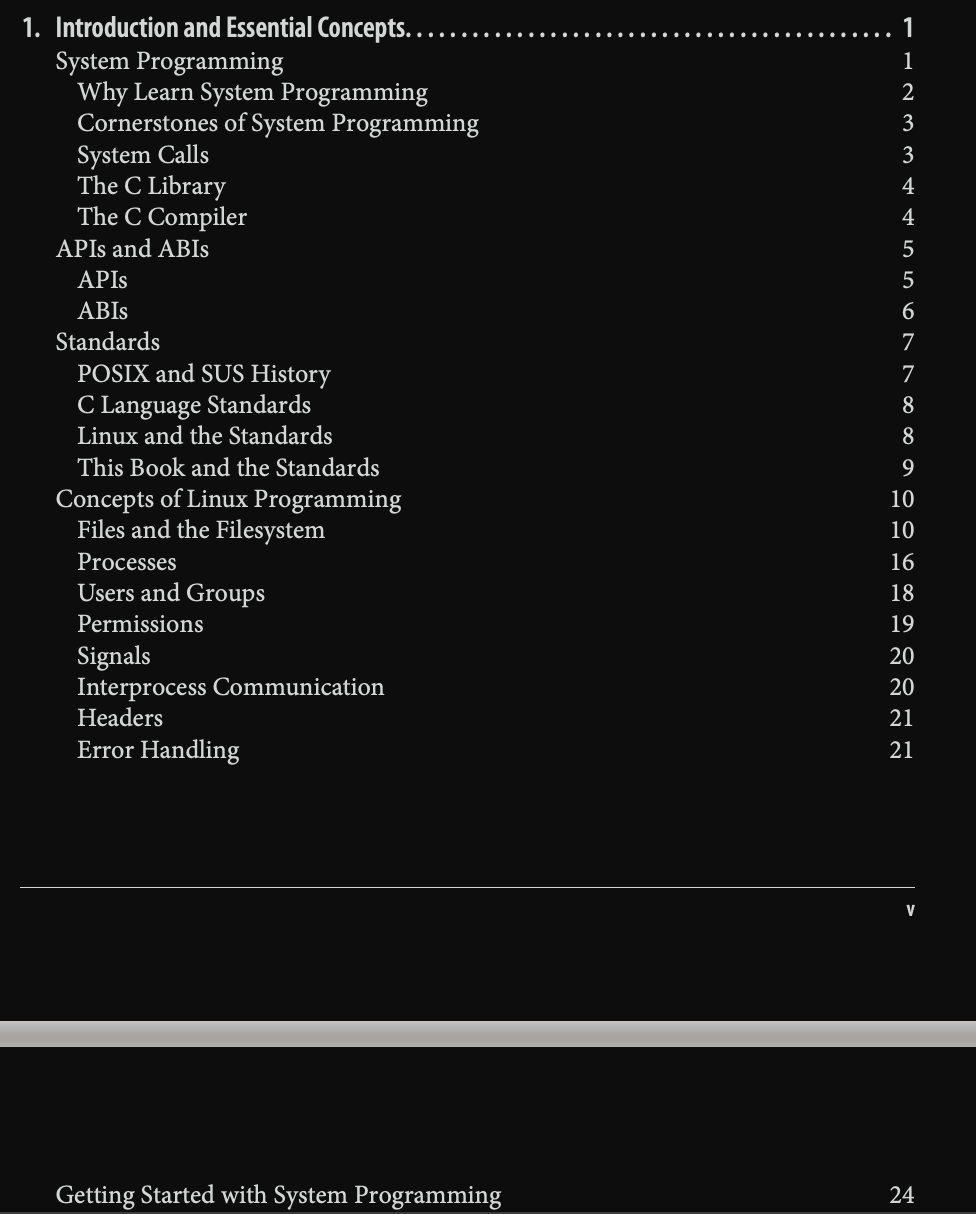 1. Introduction and Essential Concepts. . . . . . . . . . . . . . . . . . . . . . . . . . . . . . . . . . . . . . . . . . . . 1
System Programming 1
Why Learn System Programming 2
Cornerstones of System Programming 3
System Calls 3
The C Library 4
The C Compiler 4
APIs and ABIs 5
APIs 5
ABIs 6
Standards 7
POSIX and SUS History 7
C Language Standards 8
Linux and the Standards 8
This Book and the Standards 9
Concepts of Linux Programming 10
Files and the Filesystem 10
Processes 16
Users and Groups 18
Permissions 19
Signals 20
Interprocess Communication 20
Headers 21
Error Handling 21
v
Getting Started with System Programming 24